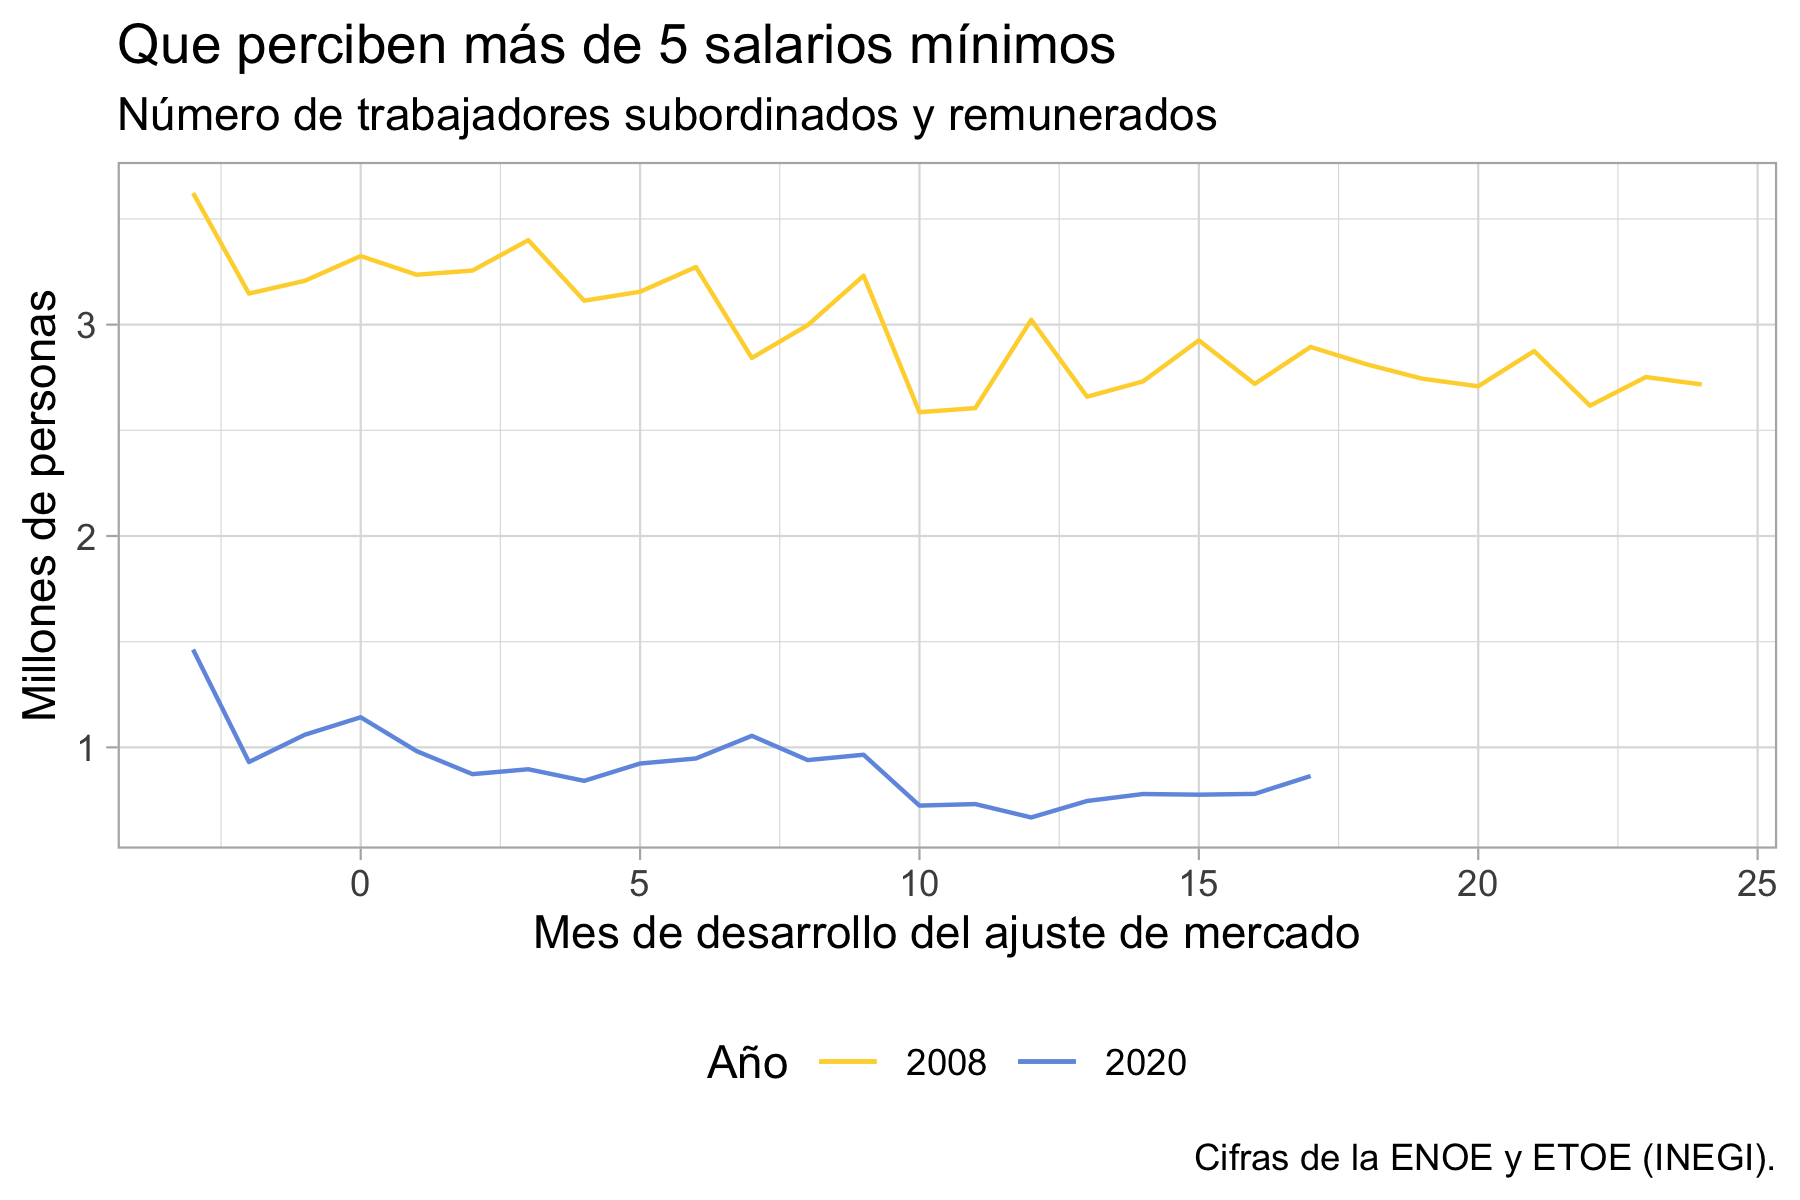 Que perciben más de 5 salarios mínimos
Número de trabajadores subordinados y remunerados
Millones de personas
3
2
1
0 5 10 15 20 25
Mes de desarrollo del ajuste de mercado
Año 2008 2020
Cifras de la ENOE y ETOE (INEGI).